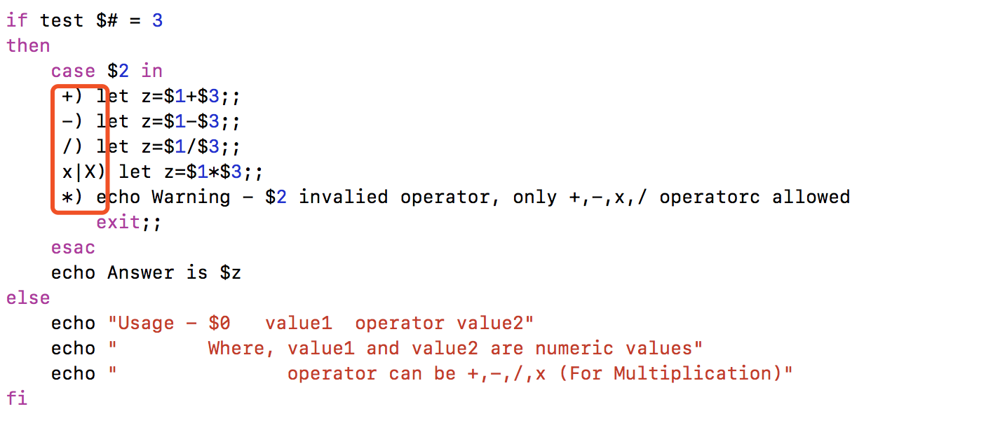 if test $# = 3
then
    case $2 in
     +) let z=$1+$3;;
     -) let z=$1-$3;;
     /) let z=$1/$3;;
     x|X) let z=$1*$3;;
     *) echo Warning - $2 invalied operator, only +,-,x,/ operatorc allowed
        exit;;
    esac
    echo Answer is $z
else
    echo "Usage - $0   value1  operator value2"
    echo "        Where, value1 and value2 are numeric values"
    echo "               operator can be +,-,/,x (For Multiplication)"
fi